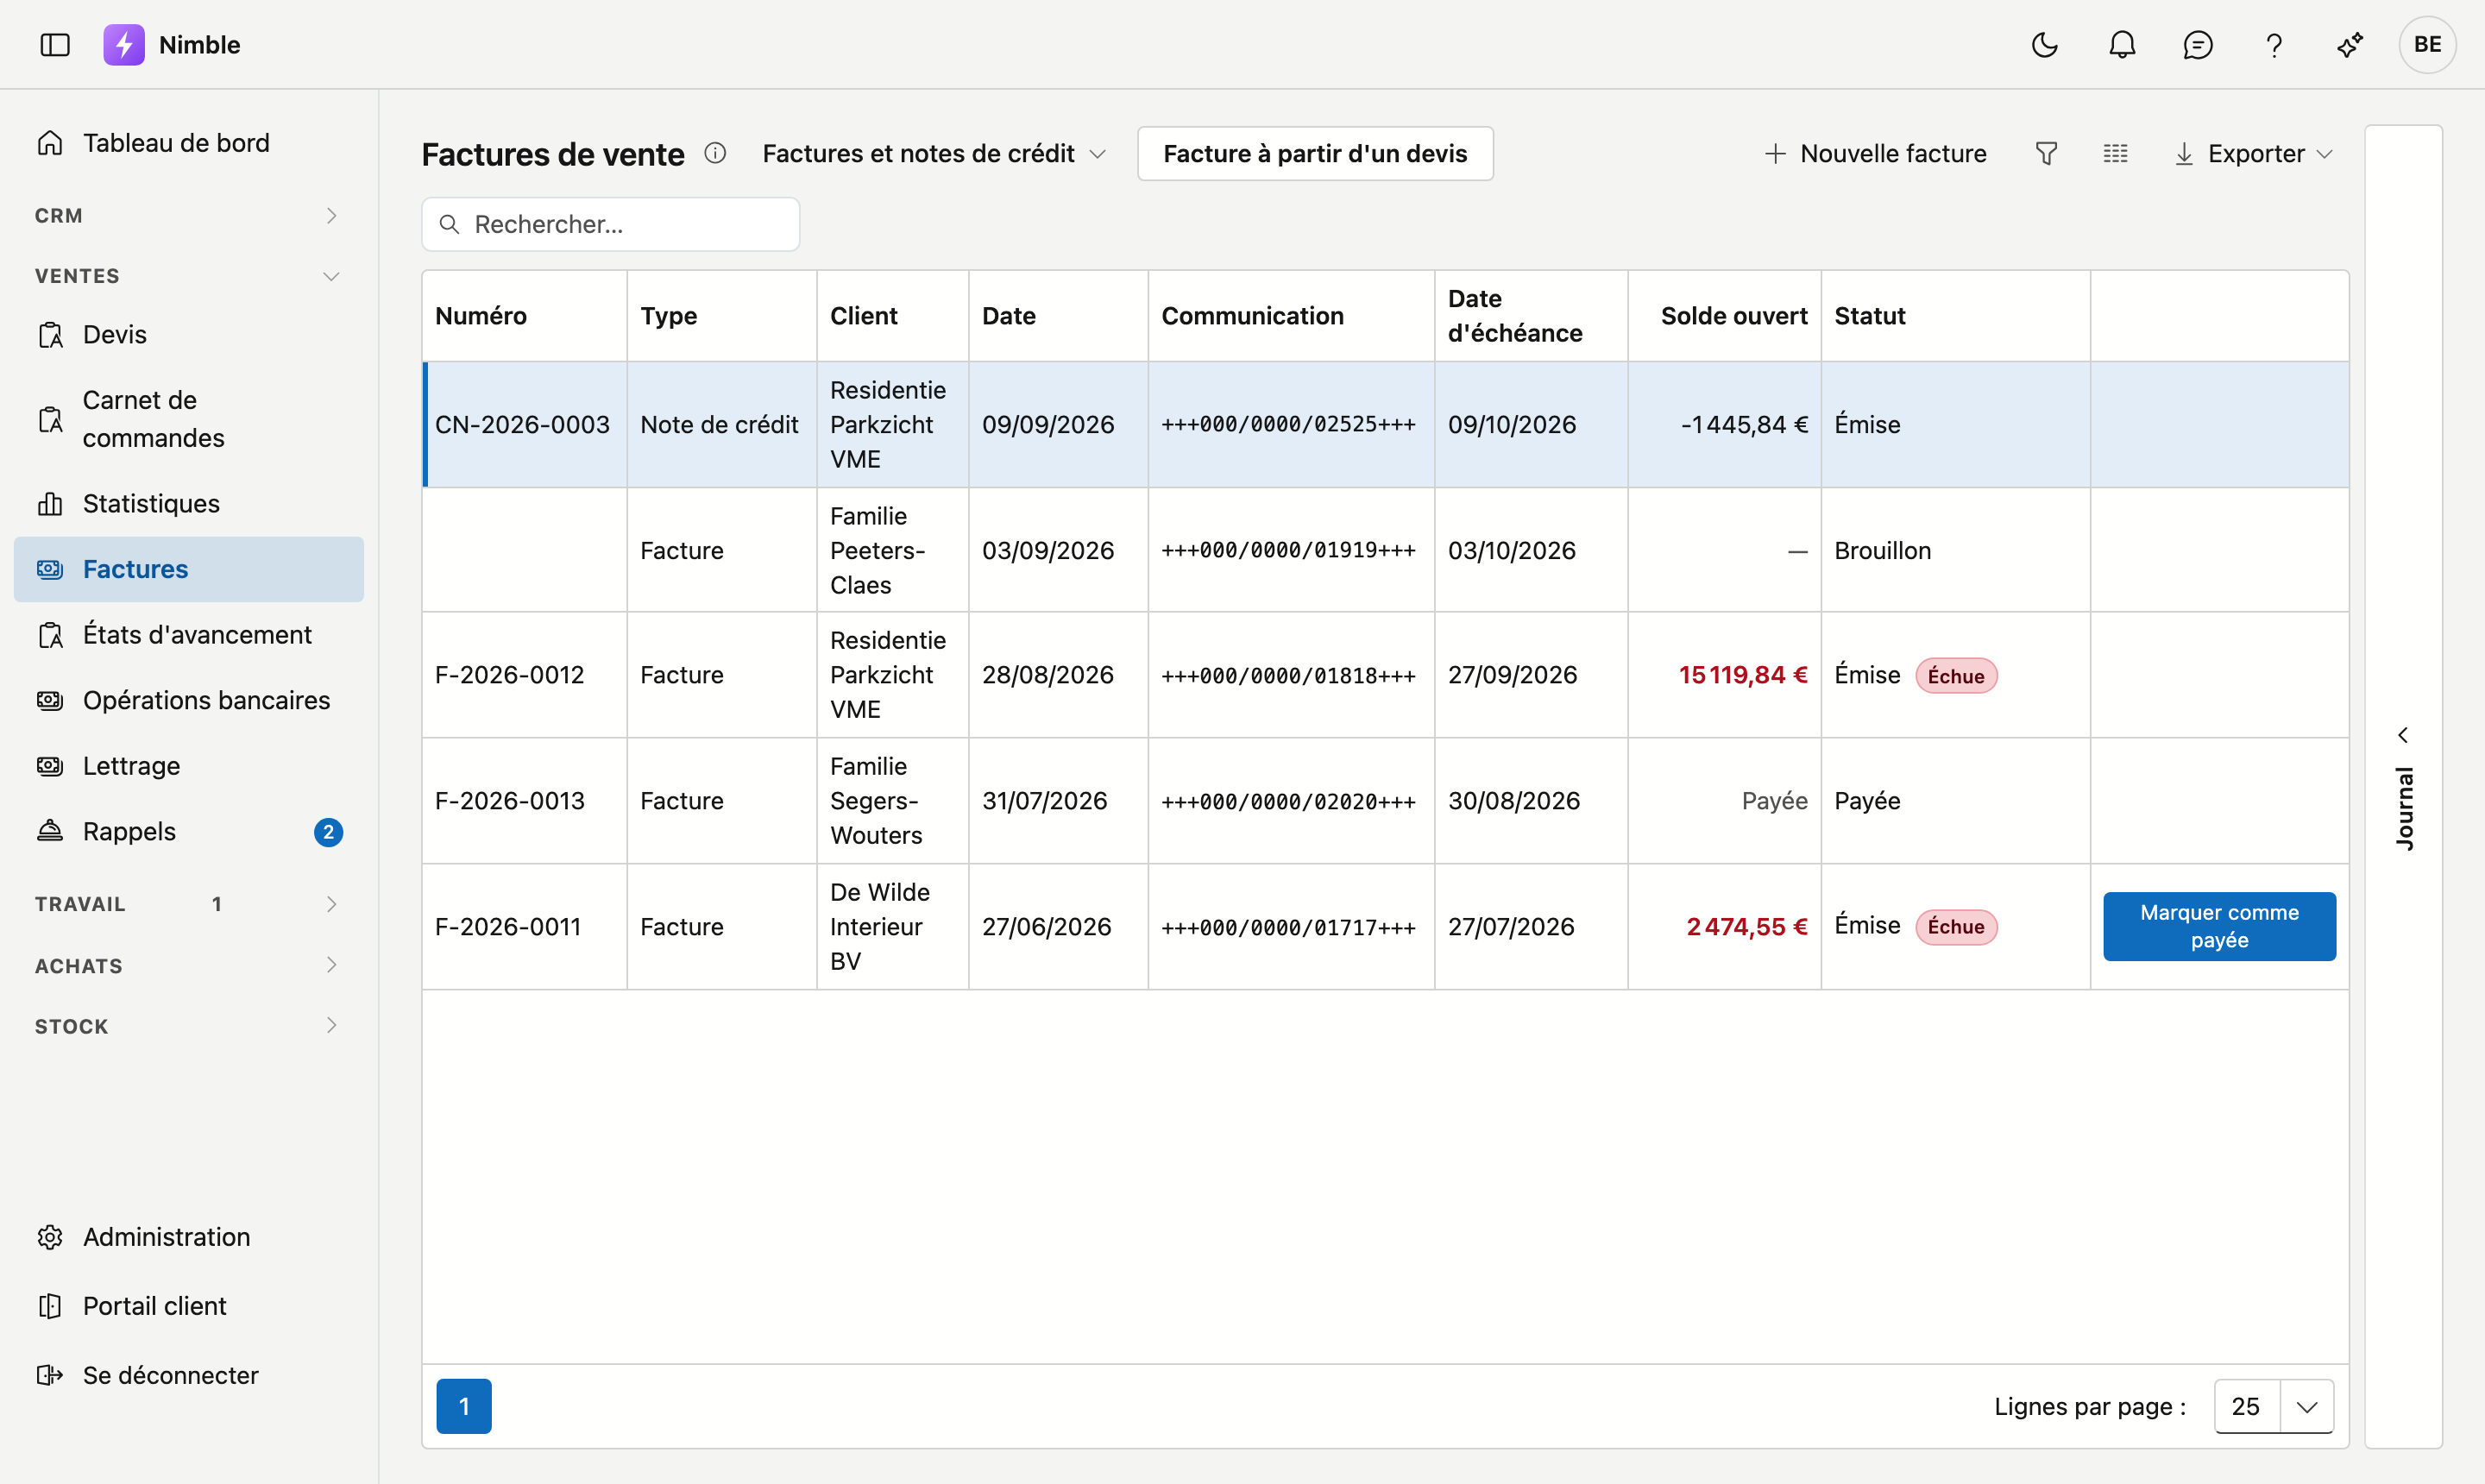 Nimble
BE
Tableau de bord
CRM
VENTES
Devis
Carnet de
commandes
Statistiques
Factures
États d'avancement
Opérations bancaires
Lettrage
Rappels 2
TRAVAIL 1
ACHATS
STOCK
Administration
Portail client
Se déconnecter
Factures de vente Factures et notes de crédit Facture à partir d'un devis Nouvelle facture Exporter
Rechercher...
Numéro Type Client Date Communication Date d'échéance Solde ouvert Statut
CN-2026-0003 Note de crédit Residentie Parkzicht VME 09/09/2026 +++000/0000/02525+++ 09/10/2026 -1 445,84 € Émise
Facture Familie Peeters-Claes 03/09/2026 +++000/0000/01919+++ 03/10/2026 — Brouillon
F-2026-0012 Facture Residentie Parkzicht VME 28/08/2026 +++000/0000/01818+++ 27/09/2026 15 119,84 € Émise Échue
F-2026-0013 Facture Familie Segers-Wouters 31/07/2026 +++000/0000/02020+++ 30/08/2026 Payée Payée
F-2026-0011 Facture De Wilde Interieur BV 27/06/2026 +++000/0000/01717+++ 27/07/2026 2 474,55 € Émise Échue Marquer comme payée
1 Lignes par page : 25
Journal